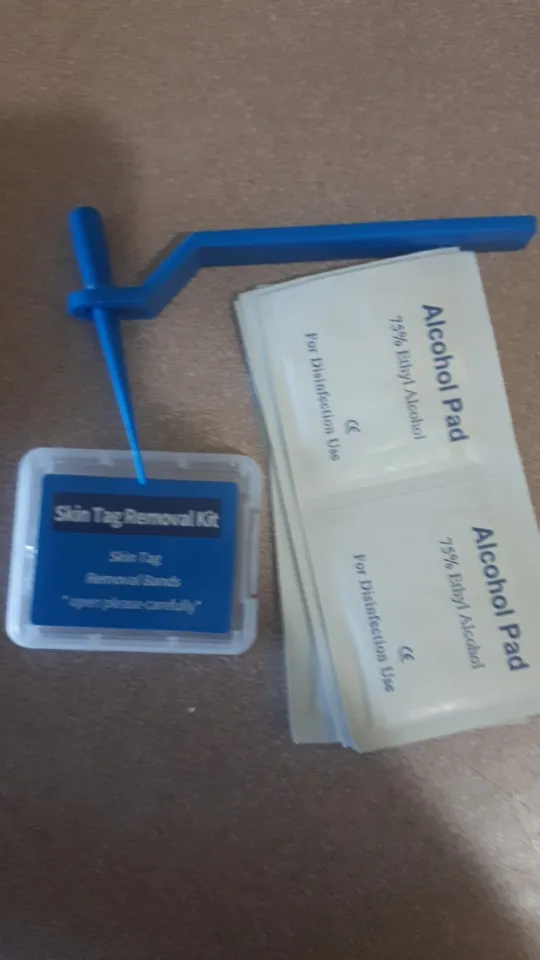 Skin Tag Removal Kit
Skin Tag
Removal Bands
"open please carefully"
Alcohol Pad
75% Ethyl Alcohol
CE
For Disinfection Use
Alcohol Pad
75% Ethyl Alcohol
CE
For Disinfection Use